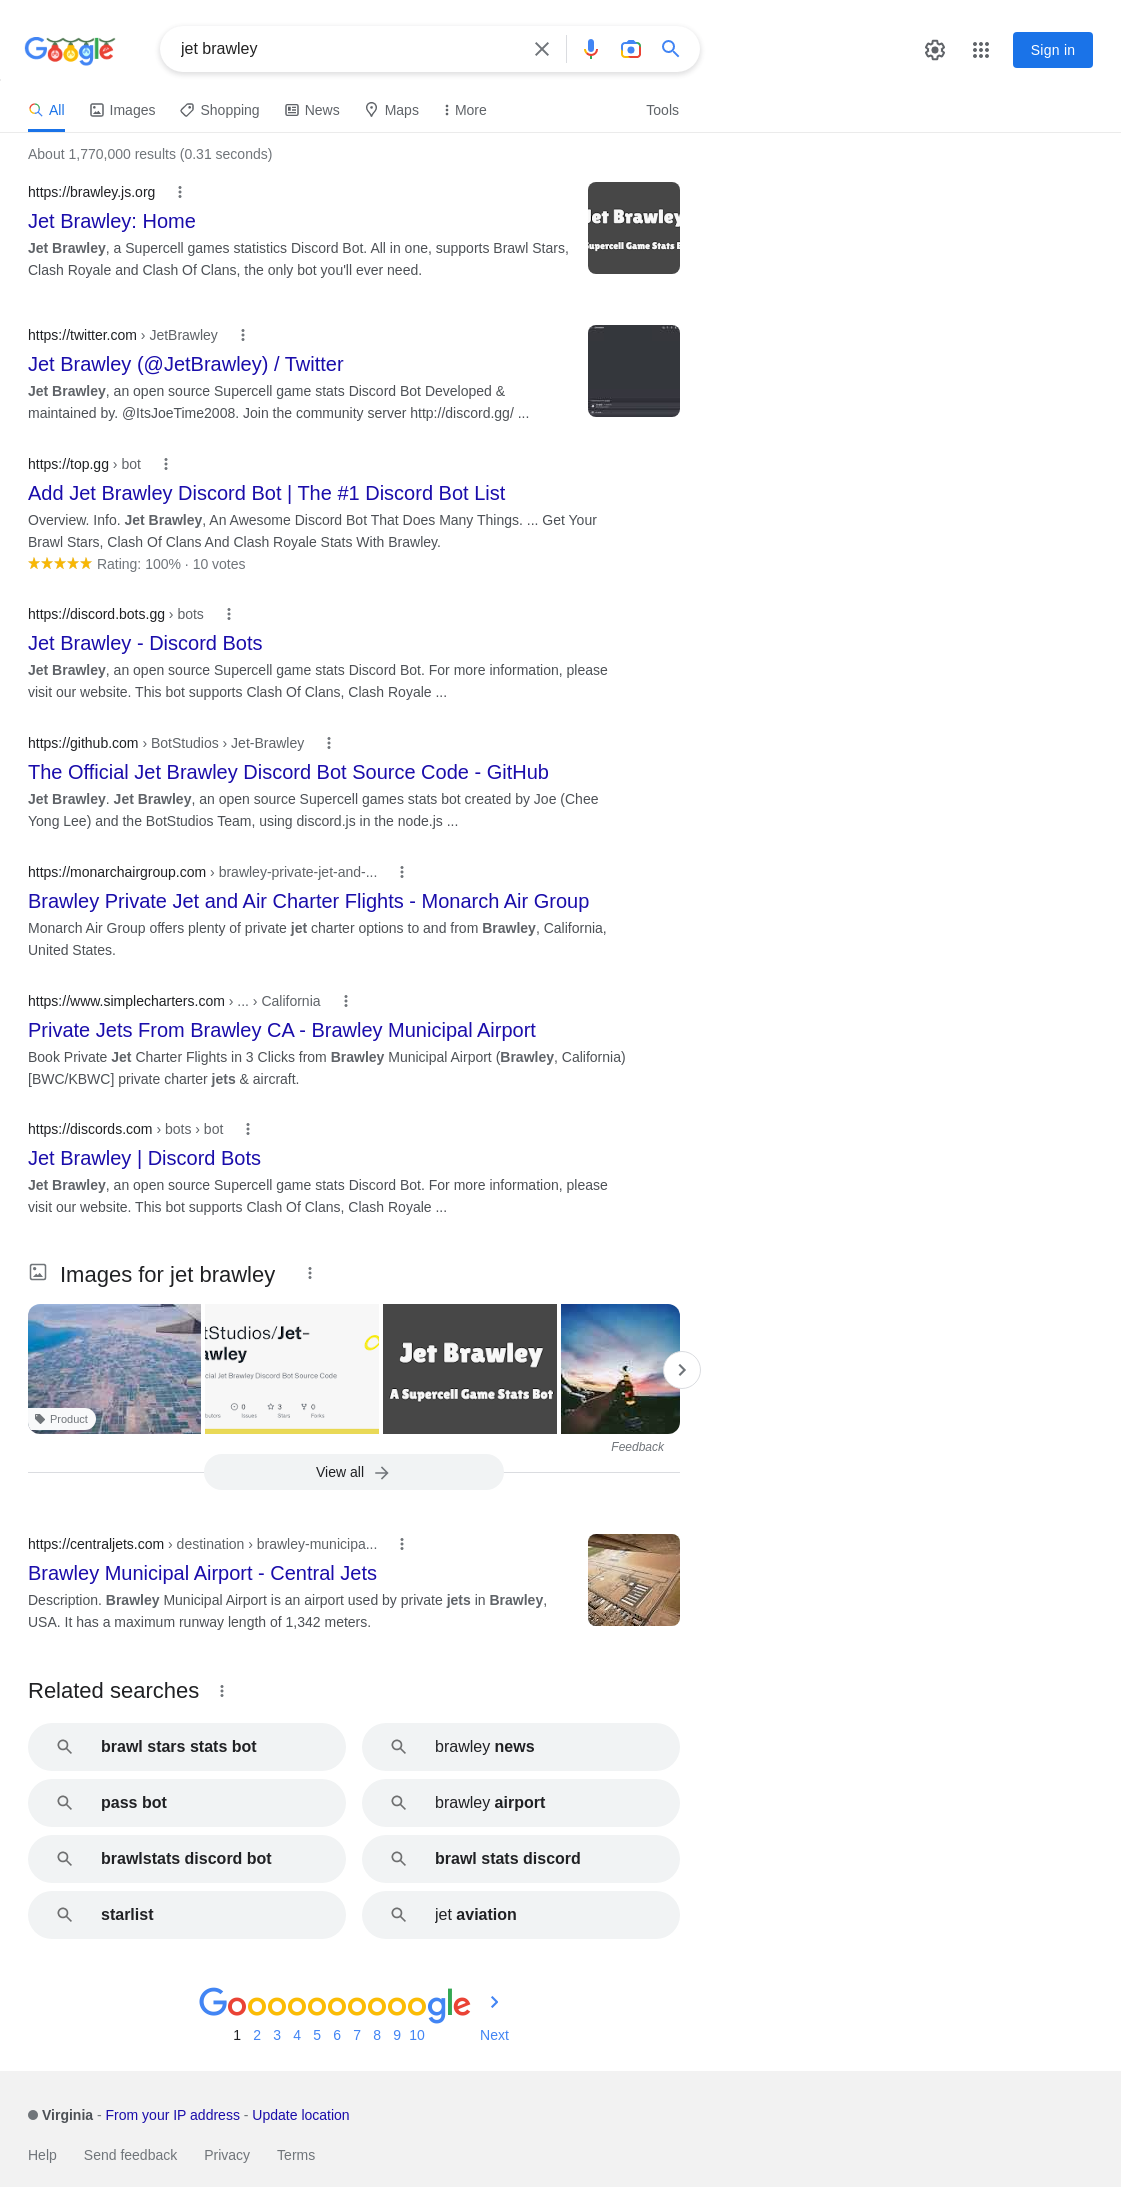 Google
jet brawley
Sign in
All
Images
Shopping
News
Maps
More
Tools
About 1,770,000 results (0.31 seconds)
https://brawley.js.org
Jet Brawley: Home
Jet Brawley, a Supercell games statistics Discord Bot. All in one, supports Brawl Stars,
Clash Royale and Clash Of Clans, the only bot you'll ever need.
Jet Brawley
Supercell Game Stats B
https://twitter.com › JetBrawley
Jet Brawley (@JetBrawley) / Twitter
Jet Brawley, an open source Supercell game stats Discord Bot Developed &
maintained by. @ItsJoeTime2008. Join the community server http://discord.gg/ ...
https://top.gg › bot
Add Jet Brawley Discord Bot | The #1 Discord Bot List
Overview. Info. Jet Brawley, An Awesome Discord Bot That Does Many Things. ... Get Your
Brawl Stars, Clash Of Clans And Clash Royale Stats With Brawley.
Rating: 100% · 10 votes
https://discord.bots.gg › bots
Jet Brawley - Discord Bots
Jet Brawley, an open source Supercell game stats Discord Bot. For more information, please
visit our website. This bot supports Clash Of Clans, Clash Royale ...
https://github.com › BotStudios › Jet-Brawley
The Official Jet Brawley Discord Bot Source Code - GitHub
Jet Brawley. Jet Brawley, an open source Supercell games stats bot created by Joe (Chee
Yong Lee) and the BotStudios Team, using discord.js in the node.js ...
https://monarchairgroup.com › brawley-private-jet-and-...
Brawley Private Jet and Air Charter Flights - Monarch Air Group
Monarch Air Group offers plenty of private jet charter options to and from Brawley, California,
United States.
https://www.simplecharters.com › ... › California
Private Jets From Brawley CA - Brawley Municipal Airport
Book Private Jet Charter Flights in 3 Clicks from Brawley Municipal Airport (Brawley, California)
[BWC/KBWC] private charter jets & aircraft.
https://discords.com › bots › bot
Jet Brawley | Discord Bots
Jet Brawley, an open source Supercell game stats Discord Bot. For more information, please
visit our website. This bot supports Clash Of Clans, Clash Royale ...
Images for jet brawley
Product
tStudios/Jet-
awley
cial Jet Brawley Discord Bot Source Code
0 3 0
Issues Stars Forks
Jet Brawley
A Supercell Game Stats Bot
Feedback
View all
https://centraljets.com › destination › brawley-municipa...
Brawley Municipal Airport - Central Jets
Description. Brawley Municipal Airport is an airport used by private jets in Brawley,
USA. It has a maximum runway length of 1,342 meters.
Related searches
brawl stars stats bot
brawley news
pass bot
brawley airport
brawlstats discord bot
brawl stats discord
starlist
jet aviation
Goooooooooogle
1 2 3 4 5 6 7 8 9 10 Next
Virginia - From your IP address - Update location
Help Send feedback Privacy Terms